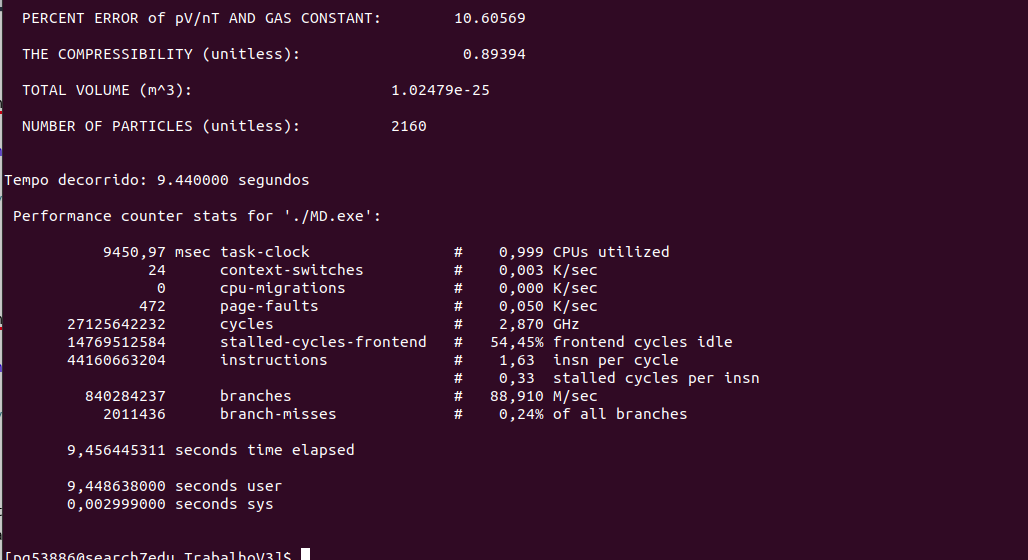 PERCENT ERROR of pV/nT AND GAS CONSTANT: 10.60569
THE COMPRESSIBILITY (unitless): 0.89394
TOTAL VOLUME (m^3): 1.02479e-25
NUMBER OF PARTICLES (unitless): 2160
Tempo decorrido: 9.440000 segundos
Performance counter stats for './MD.exe':
9450,97 msec task-clock # 0,999 CPUs utilized
24 context-switches # 0,003 K/sec
0 cpu-migrations # 0,000 K/sec
472 page-faults # 0,050 K/sec
27125642232 cycles # 2,870 GHz
14769512584 stalled-cycles-frontend # 54,45% frontend cycles idle
44160663204 instructions # 1,63 insn per cycle
# 0,33 stalled cycles per insn
840284237 branches # 88,910 M/sec
2011436 branch-misses # 0,24% of all branches
9,456445311 seconds time elapsed
9,448638000 seconds user
0,002999000 seconds sys
[pg53886@search7edu TrabalhoV3]$